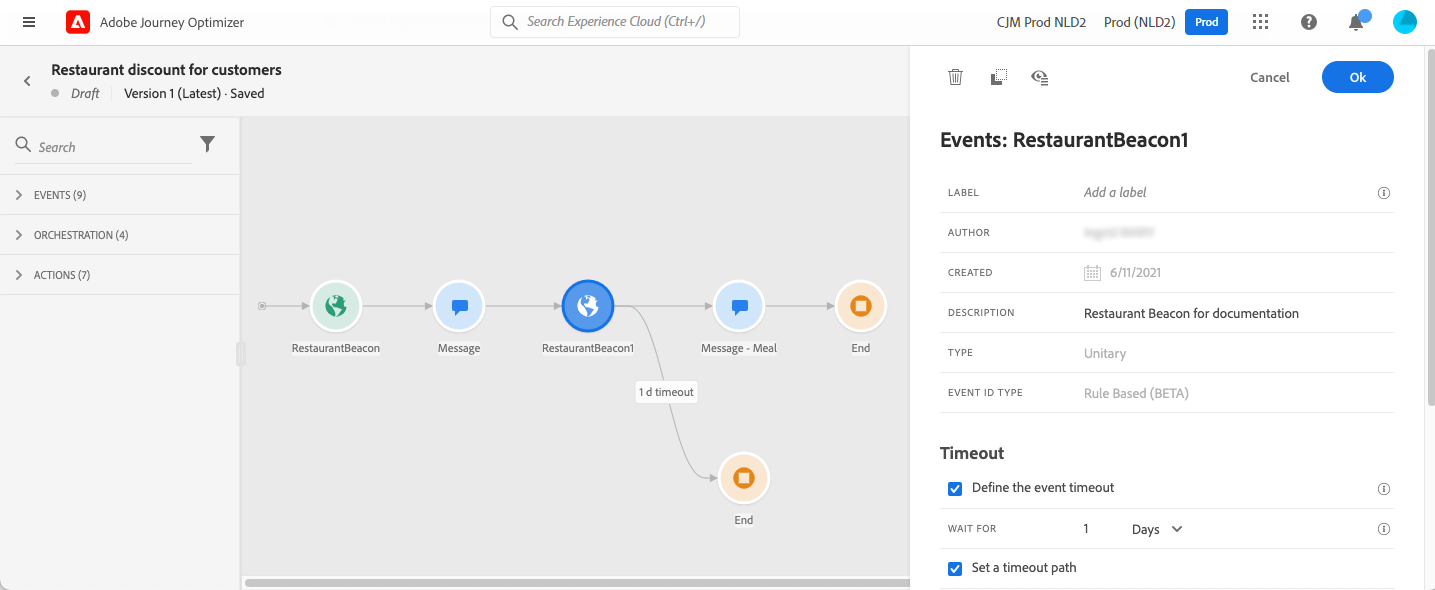 Adobe Journey Optimizer
Search Experience Cloud (Ctrl+/)
CJM Prod NLD2
Prod (NLD2)
Prod
Restaurant discount for customers
Draft
Version 1 (Latest) · Saved
Search
EVENTS (9)
ORCHESTRATION (4)
ACTIONS (7)
RestaurantBeacon
Message
RestaurantBeacon1
Message - Meal
End
1 d timeout
End
Cancel
Ok
Events: RestaurantBeacon1
LABEL Add a label
AUTHOR
CREATED 6/11/2021
DESCRIPTION Restaurant Beacon for documentation
TYPE Unitary
EVENT ID TYPE Rule Based (BETA)
Timeout
Define the event timeout
WAIT FOR 1 Days
Set a timeout path